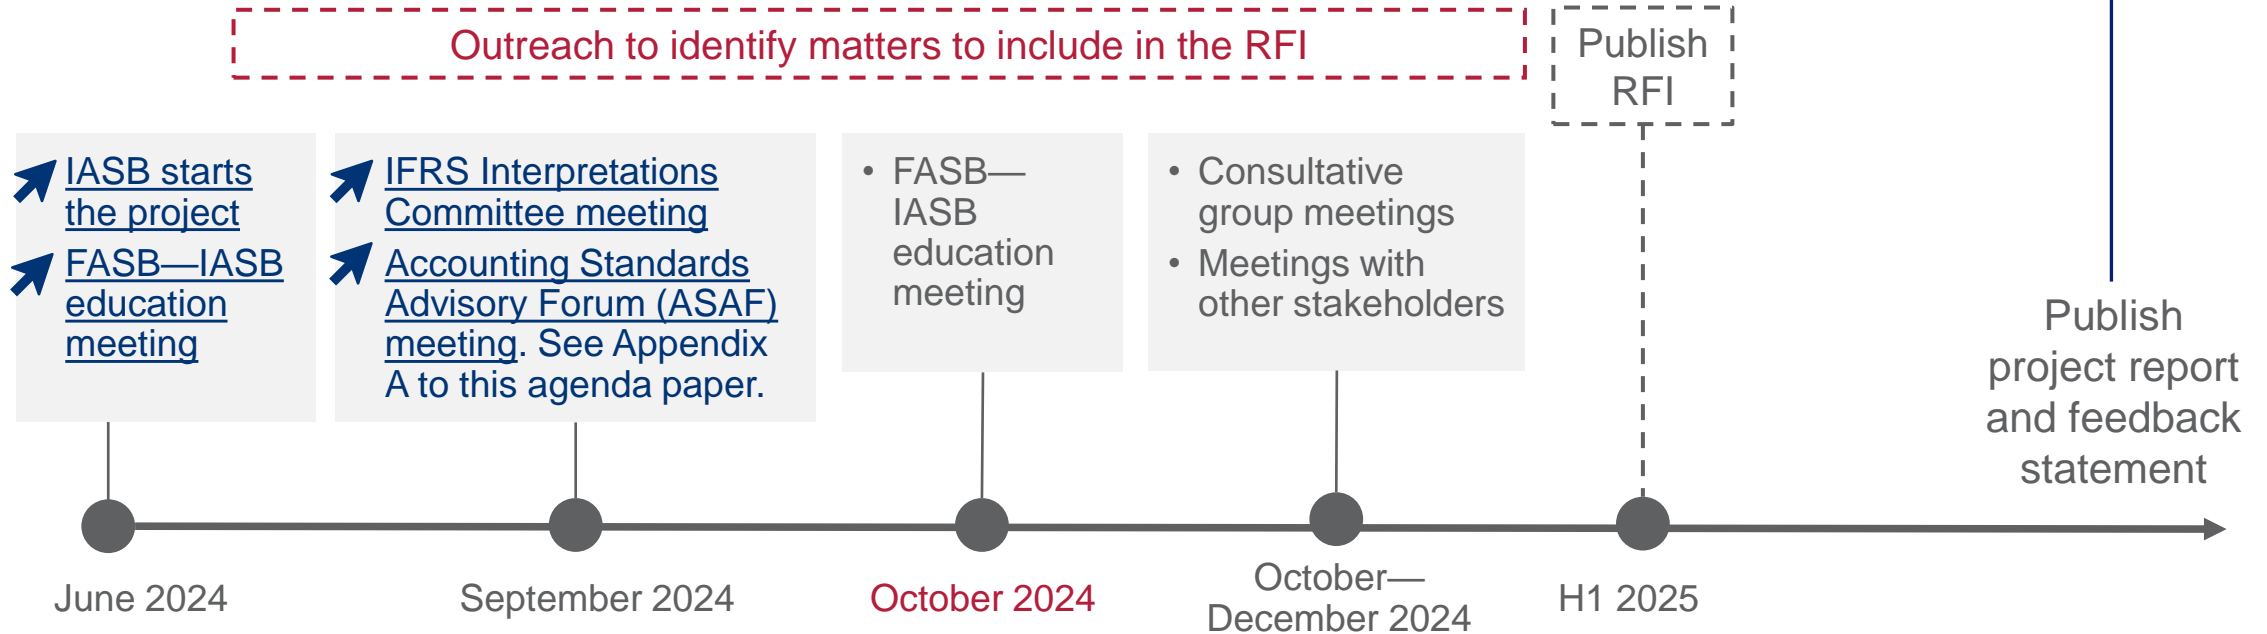 Outreach to identify matters to include in the RFI
Publish
RFI
IASB starts
the project
FASB—IASB
education
meeting
IFRS Interpretations
Committee meeting
Accounting Standards
Advisory Forum (ASAF)
meeting. See Appendix
A to this agenda paper.
• FASB—
IASB
education
meeting
• Consultative
group meetings
• Meetings with
other stakeholders
Publish
project report
and feedback
statement
June 2024
September 2024
October 2024
October—
December 2024
H1 2025